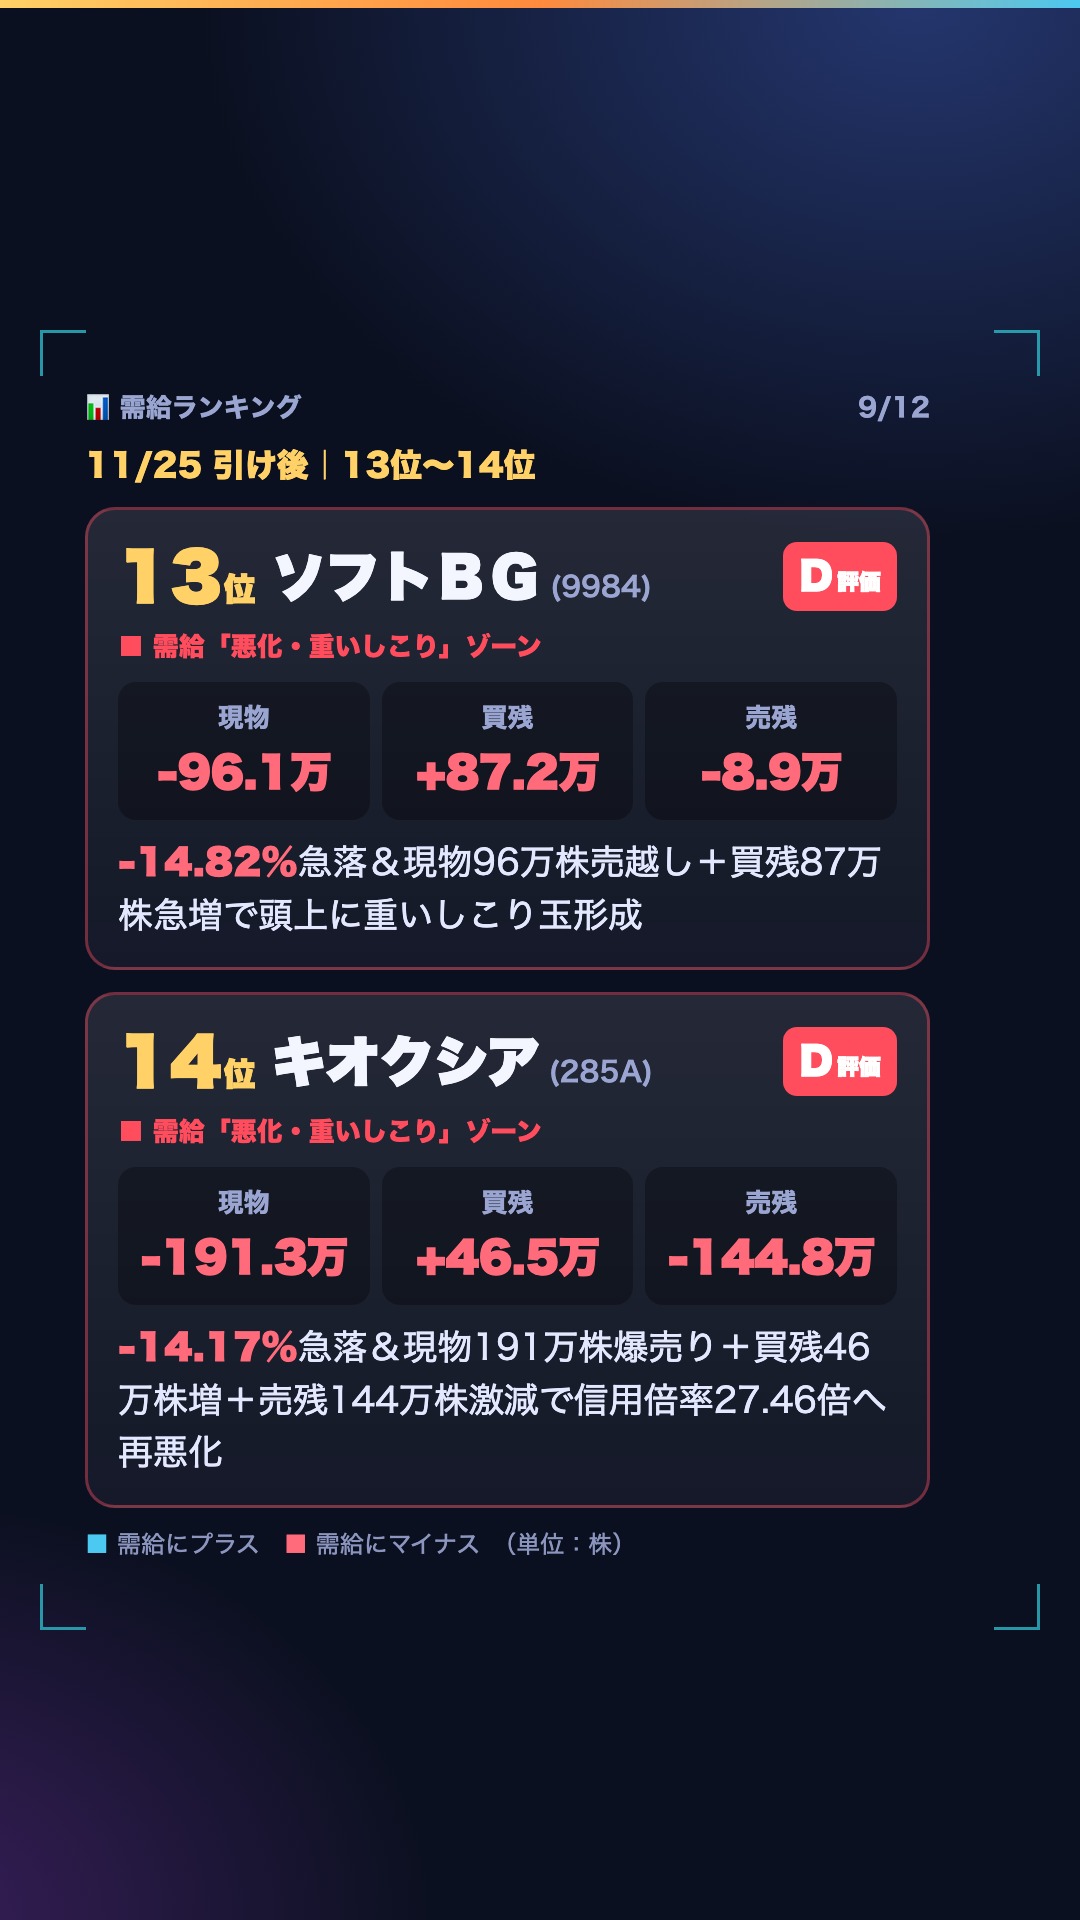 📊 需給ランキング 9/12
11/25 引け後｜13位〜14位
13位 ソフトＢＧ (9984) D 評価
■ 需給「悪化・重いしこり」ゾーン
現物 買残 売残
-96.1万 +87.2万 -8.9万
-14.82%急落＆現物96万株売越し＋買残87万
株急増で頭上に重いしこり玉形成
14位 キオクシア (285A) D 評価
■ 需給「悪化・重いしこり」ゾーン
現物 買残 売残
-191.3万 +46.5万 -144.8万
-14.17%急落＆現物191万株爆売り＋買残46
万株増＋売残144万株激減で信用倍率27.46倍へ
再悪化
■ 需給にプラス ■ 需給にマイナス （単位：株）